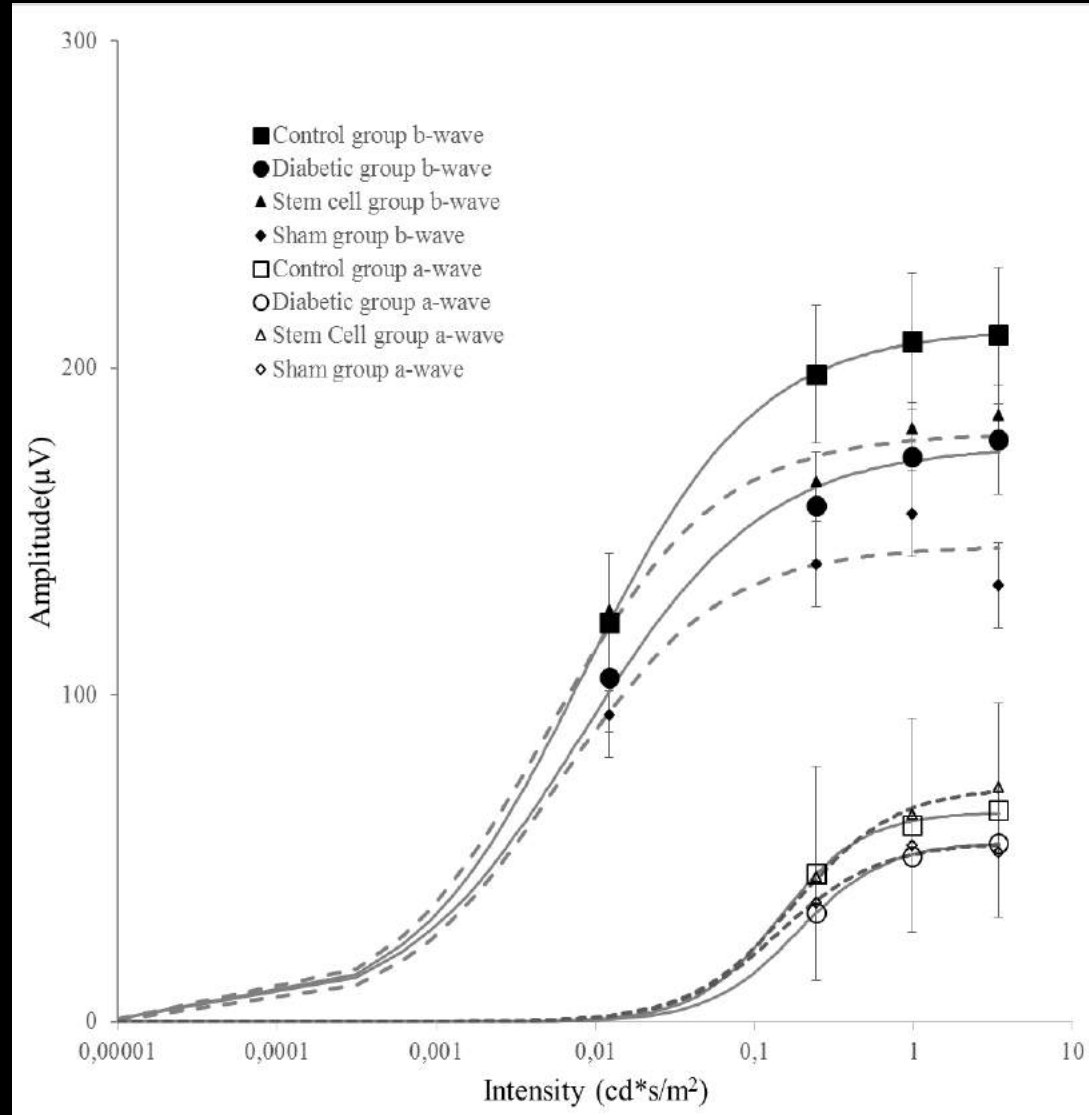 300
Control group b-wave
Diabetic group b-wave
Stem cell group b-wave
Sham group b-wave
Control group a-wave
Diabetic group a-wave
Stem Cell group a-wave
Sham group a-wave
200
Amplitude(µV)
100
0
0,00001 0,0001 0,001 0,01 0,1 1 10
Intensity (cd*s/m²)